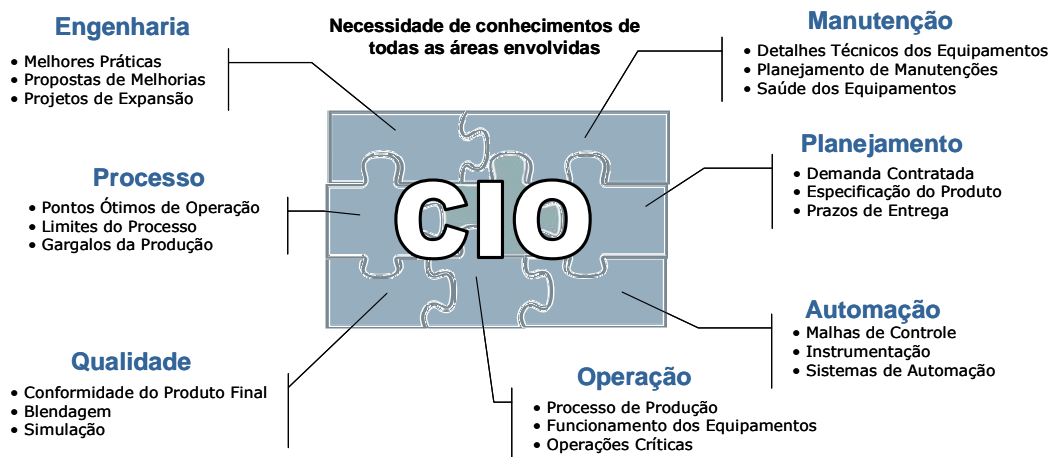 Necessidade de conhecimentos de
todas as áreas envolvidas
Engenharia
• Melhores Práticas
• Propostas de Melhorias
• Projetos de Expansão
Manutenção
• Detalhes Técnicos dos Equipamentos
• Planejamento de Manutenções
• Saúde dos Equipamentos
Processo
• Pontos Ótimos de Operação
• Limites do Processo
• Gargalos da Produção
CIO
Planejamento
• Demanda Contratada
• Especificação do Produto
• Prazos de Entrega
Qualidade
• Conformidade do Produto Final
• Blendagem
• Simulação
Operação
• Processo de Produção
• Funcionamento dos Equipamentos
• Operações Críticas
Automação
• Malhas de Controle
• Instrumentação
• Sistemas de Automação